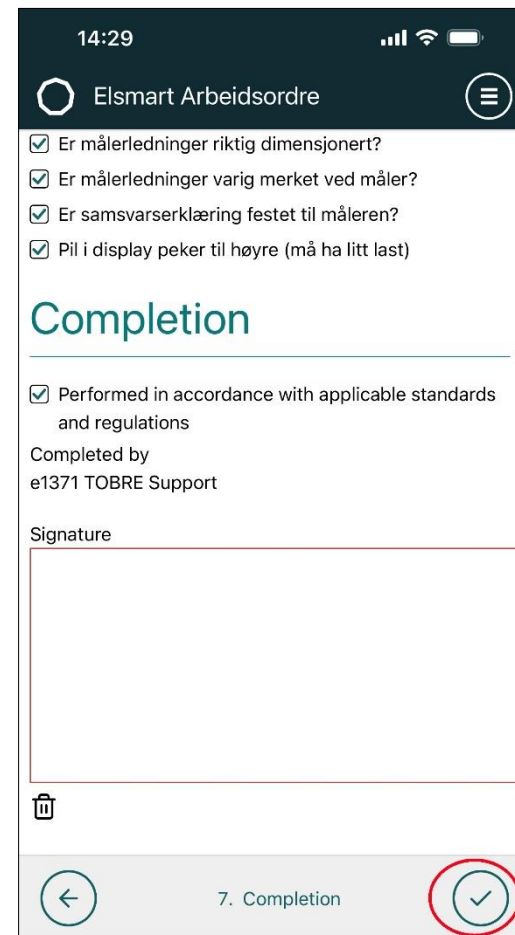 14:29
Elsmart Arbeidsordre
Er målerledninger riktig dimensjonert?
Er målerledninger varig merket ved måler?
Er samsvarserklæring festet til måleren?
Pil i display peker til høyre (må ha litt last)
Completion
Performed in accordance with applicable standards
and regulations
Completed by
e1371 TOBRE Support
Signature
7. Completion